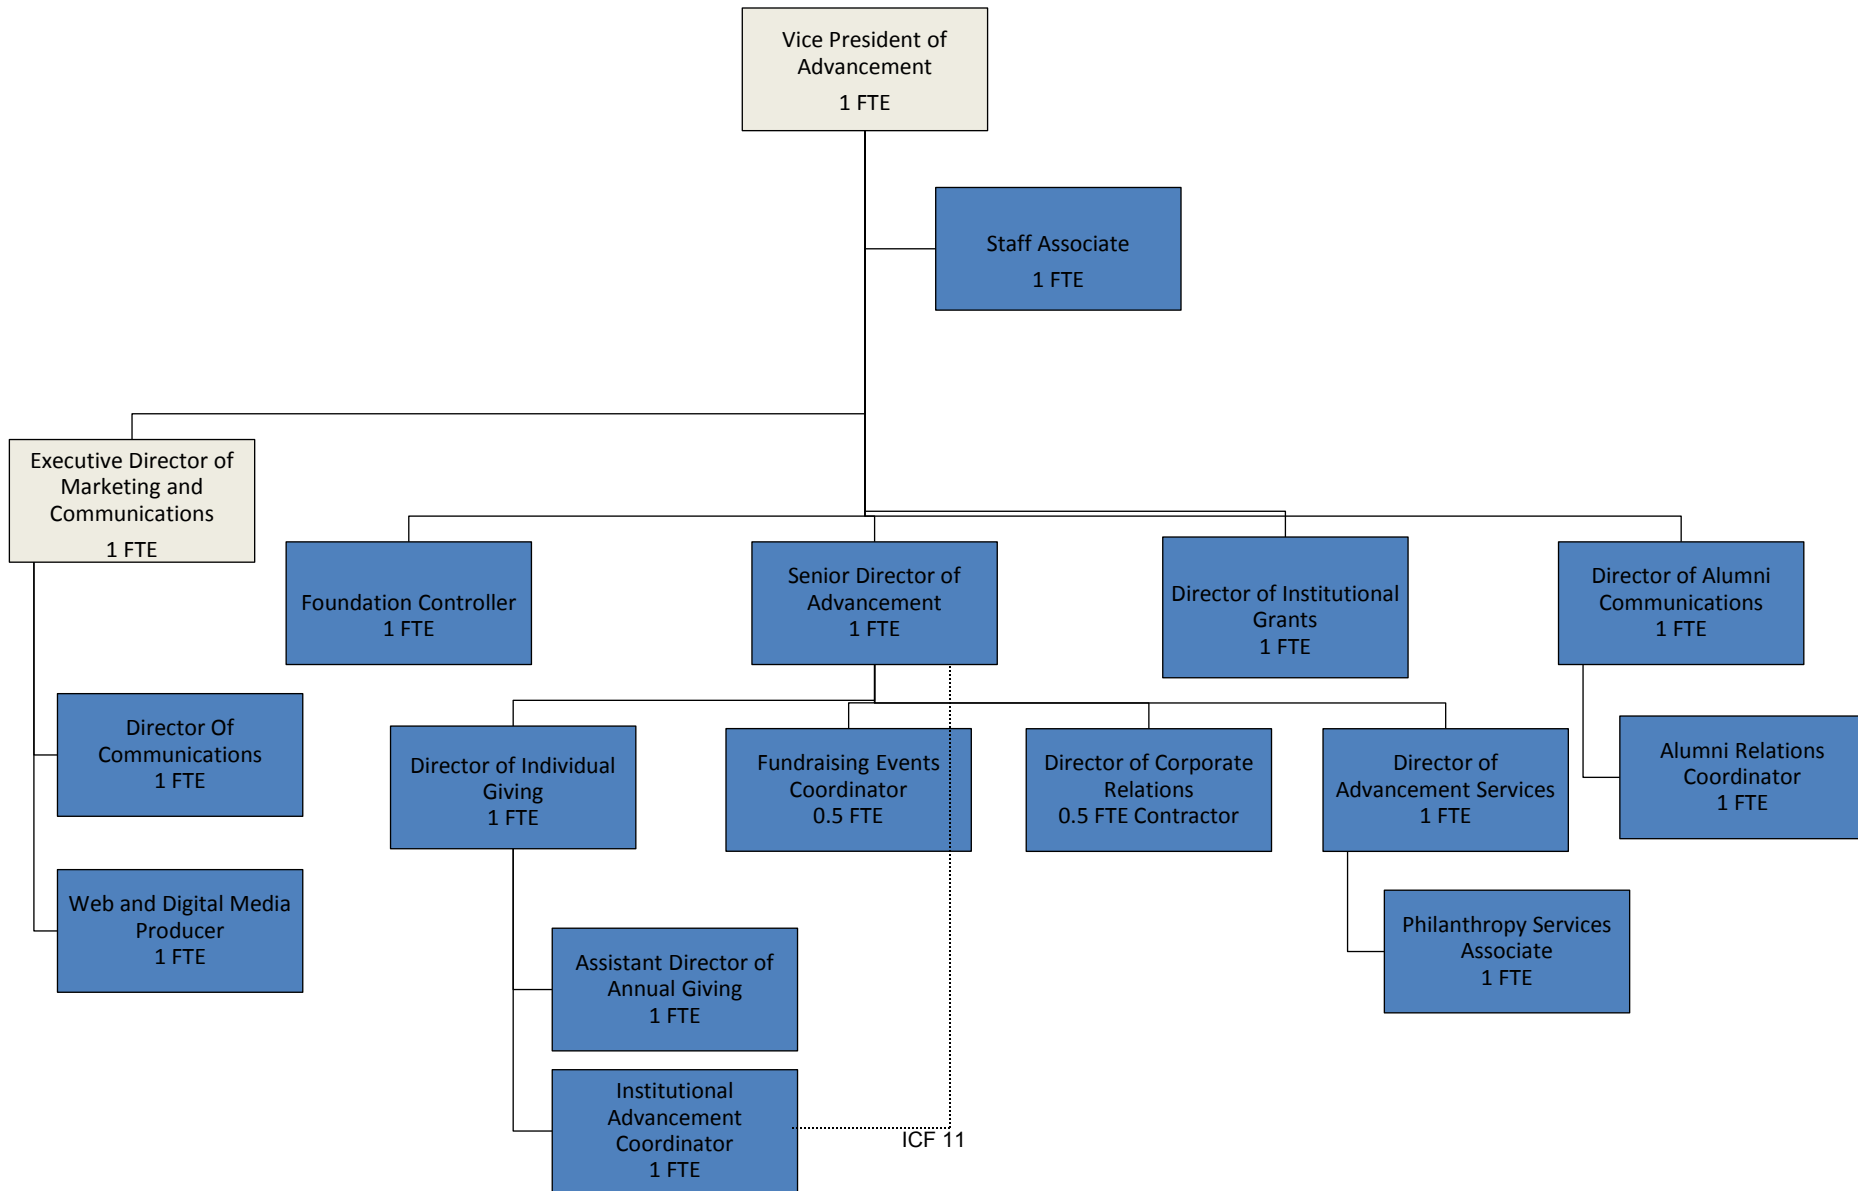 Vice President of
Advancement
1 FTE
Staff Associate
1 FTE
Executive Director of
Marketing and
Communications
1 FTE
Foundation Controller
1 FTE
Senior Director of
Advancement
1 FTE
Director of Institutional
Grants
1 FTE
Director of Alumni
Communications
1 FTE
Director Of
Communications
1 FTE
Director of Individual
Giving
1 FTE
Fundraising Events
Coordinator
0.5 FTE
Director of Corporate
Relations
0.5 FTE Contractor
Director of
Advancement Services
1 FTE
Alumni Relations
Coordinator
1 FTE
Web and Digital Media
Producer
1 FTE
Assistant Director of
Annual Giving
1 FTE
Philanthropy Services
Associate
1 FTE
Institutional
Advancement
Coordinator
1 FTE
ICF 11